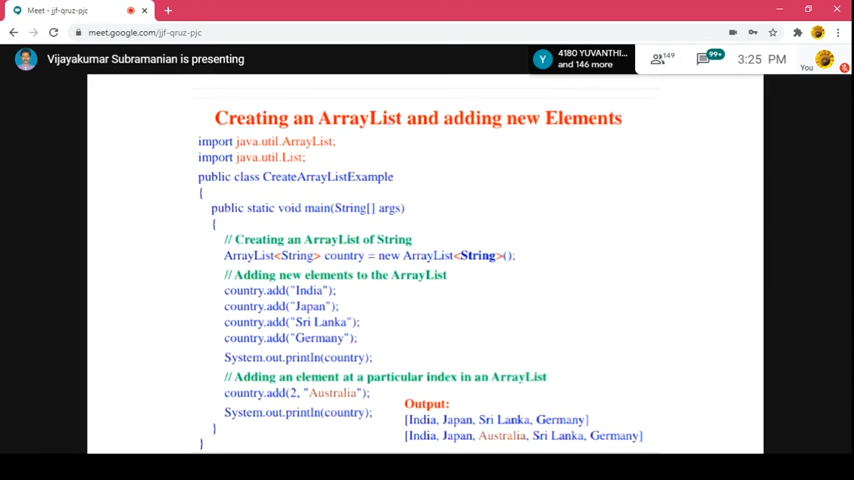 Meet - jjf-qruz-pjc
meet.google.com/jjf-qruz-pjc
Vijayakumar Subramanian is presenting
Y
4180 YUVANTHI...
and 146 more
149
99+
3:25 PM
You
Creating an ArrayList and adding new Elements
import java.util.ArrayList;
import java.util.List;
public class CreateArrayListExample
{
public static void main(String[] args)
{
// Creating an ArrayList of String
ArrayList<String> country = new ArrayList<String>();
// Adding new elements to the ArrayList
country.add("India");
country.add("Japan");
country.add("Sri Lanka");
country.add("Germany");
System.out.println(country);
// Adding an element at a particular index in an ArrayList
country.add(2, "Australia");
System.out.println(country);
}
}
Output:
[India, Japan, Sri Lanka, Germany]
[India, Japan, Australia, Sri Lanka, Germany]